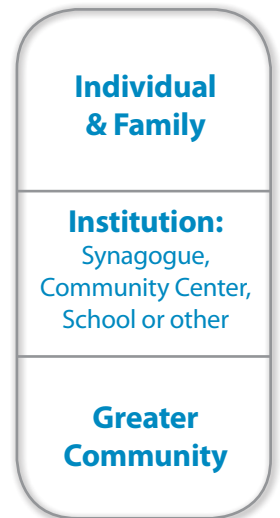 Individual
& Family
Institution:
Synagogue,
Community Center,
School or other
Greater
Community